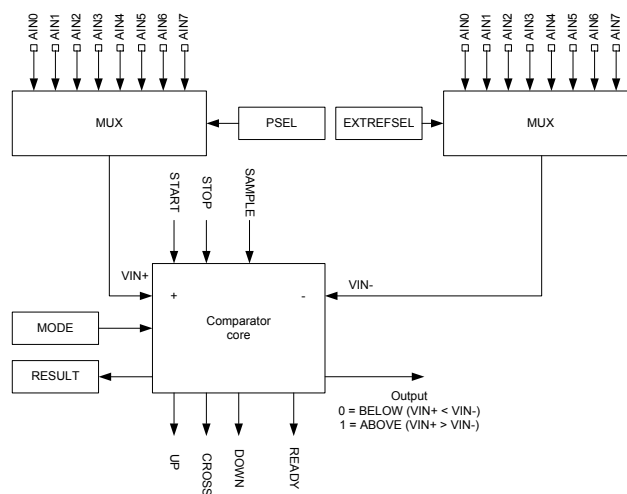 AIN0
AIN1
AIN2
AIN3
AIN4
AIN5
AIN6
AIN7
AIN0
AIN1
AIN2
AIN3
AIN4
AIN5
AIN6
AIN7
MUX
PSEL
EXTREFSEL
MUX
START
STOP
SAMPLE
VIN+
VIN-
+
-
MODE
Comparator
core
RESULT
Output
0 = BELOW (VIN+ < VIN-)
1 = ABOVE (VIN+ > VIN-)
UP
CROSS
DOWN
READY